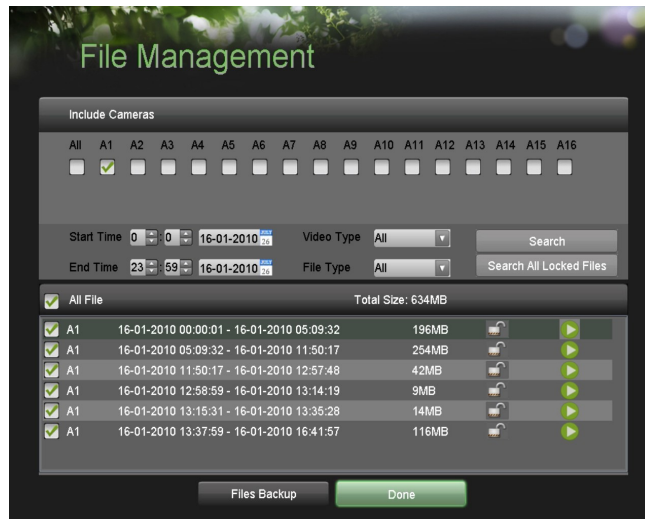 File Management
Include Cameras
All A1 A2 A3 A4 A5 A6 A7 A8 A9 A10 A11 A12 A13 A14 A15 A16
Start Time 0 : 0 16-01-2010 JULY 26 Video Type All Search
End Time 23 : 59 16-01-2010 JULY 26 File Type All Search All Locked Files
All File Total Size: 634MB
A1 16-01-2010 00:00:01 - 16-01-2010 05:09:32 196MB
A1 16-01-2010 05:09:32 - 16-01-2010 11:50:17 254MB
A1 16-01-2010 11:50:17 - 16-01-2010 12:57:48 42MB
A1 16-01-2010 12:58:59 - 16-01-2010 13:14:19 9MB
A1 16-01-2010 13:15:31 - 16-01-2010 13:35:28 14MB
A1 16-01-2010 13:37:59 - 16-01-2010 16:41:57 116MB
Files Backup Done